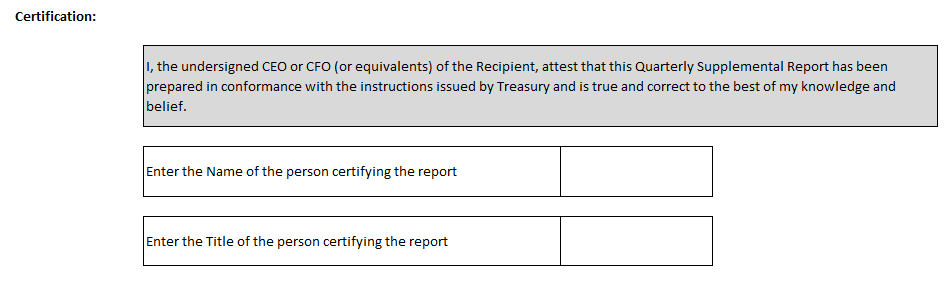 Certification:
I, the undersigned CEO or CFO (or equivalents) of the Recipient, attest that this Quarterly Supplemental Report has been
prepared in conformance with the instructions issued by Treasury and is true and correct to the best of my knowledge and
belief.
Enter the Name of the person certifying the report
Enter the Title of the person certifying the report